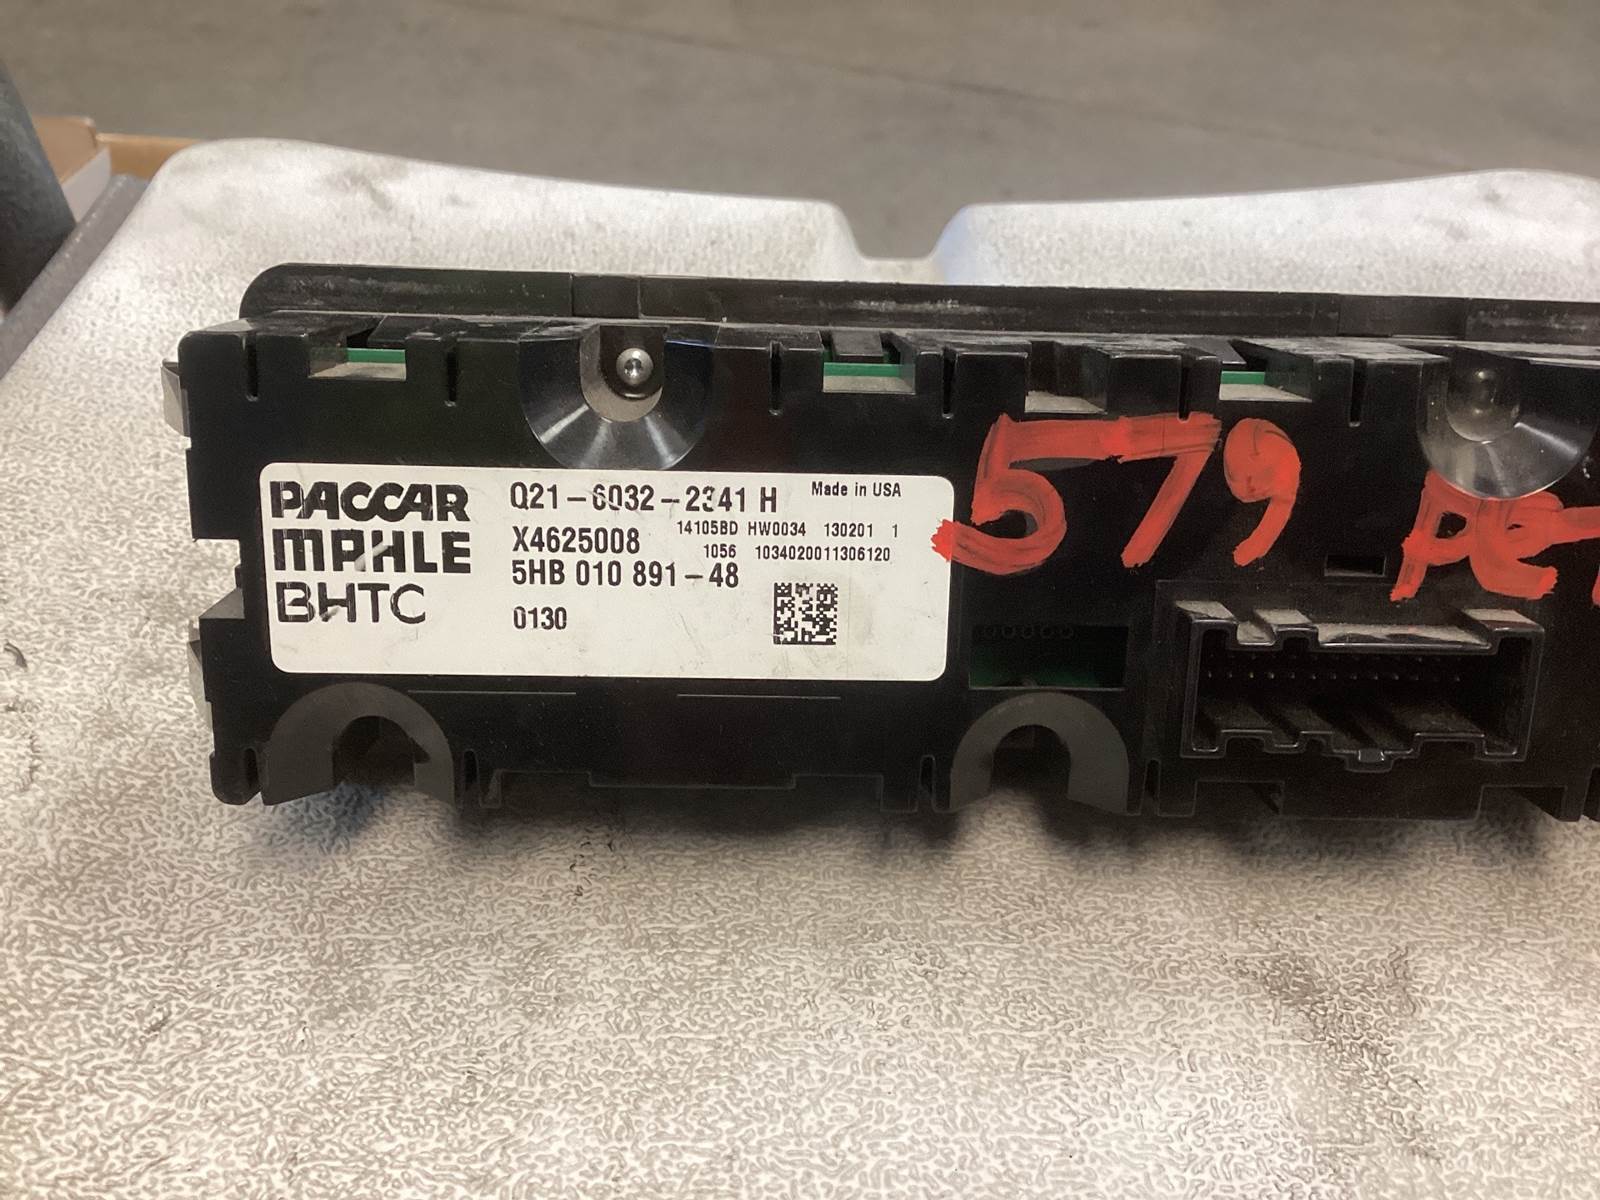 PACCAR
MAHLE
BHTC
Q21-6032-2341 H
Made in USA
X4625008
14105BD HW0034 130201 1
1056 1034020011306120
5HB 010 891-48
0130
579